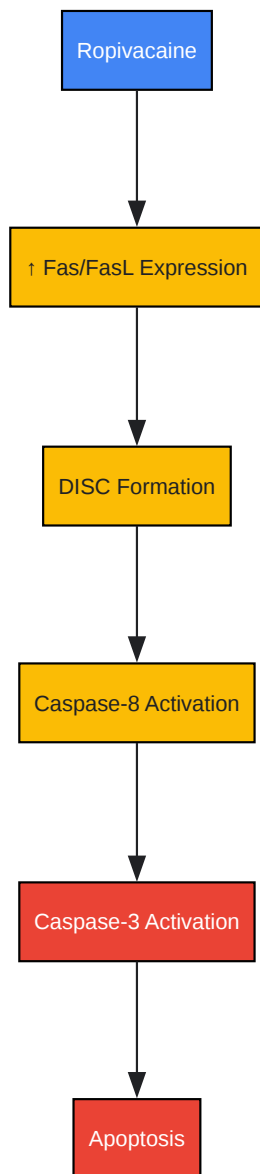 Ropivacaine
↑ Fas/FasL Expression
DISC Formation
Caspase-8 Activation
Caspase-3 Activation
Apoptosis